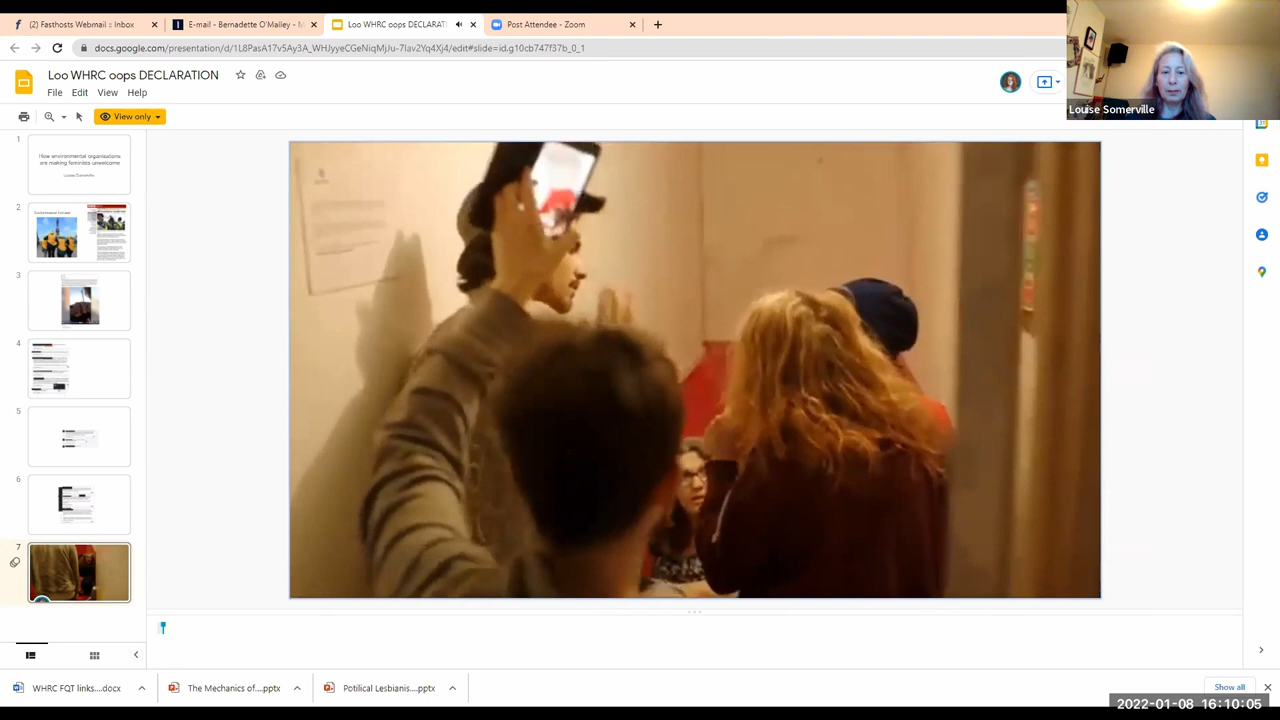 (2) Fasthosts Webmail :: Inbox
E-mail - Bernadette O'Malley - M
Loo WHRC oops DECLARATI
Post Attendee - Zoom
docs.google.com/presentation/d/1L8PasA17v5Ay3A_WHJyyeCGeNiqMjJu-7lav2Yq4Xj4/edit#slide=id.g10cb747f37b_0_1
Loo WHRC oops DECLARATION
File Edit View Help
View only
Louise Somerville
1
How environmental organisations
are making feminists unwelcome
Louise Somerville
2
3
4
5
6
7
WHRC FQT links....docx
The Mechanics of....pptx
Potilical Lesbianis....pptx
Show all
2022-01-08 16:10:05